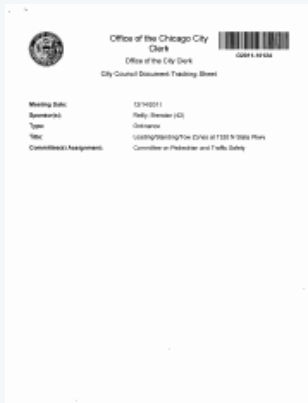 Office of the Chicago City
Clerk
Office of the City Clerk
City Council Document Tracking Sheet
Meeting Date: 12/14/2011
Sponsor(s): Reilly, Brendan (42)
Type: Ordinance
Title: Loading/Standing/Tow Zones at N State Pkwy
Committee(s) Assignment: Committee on Pedestrian and Traffic Safety